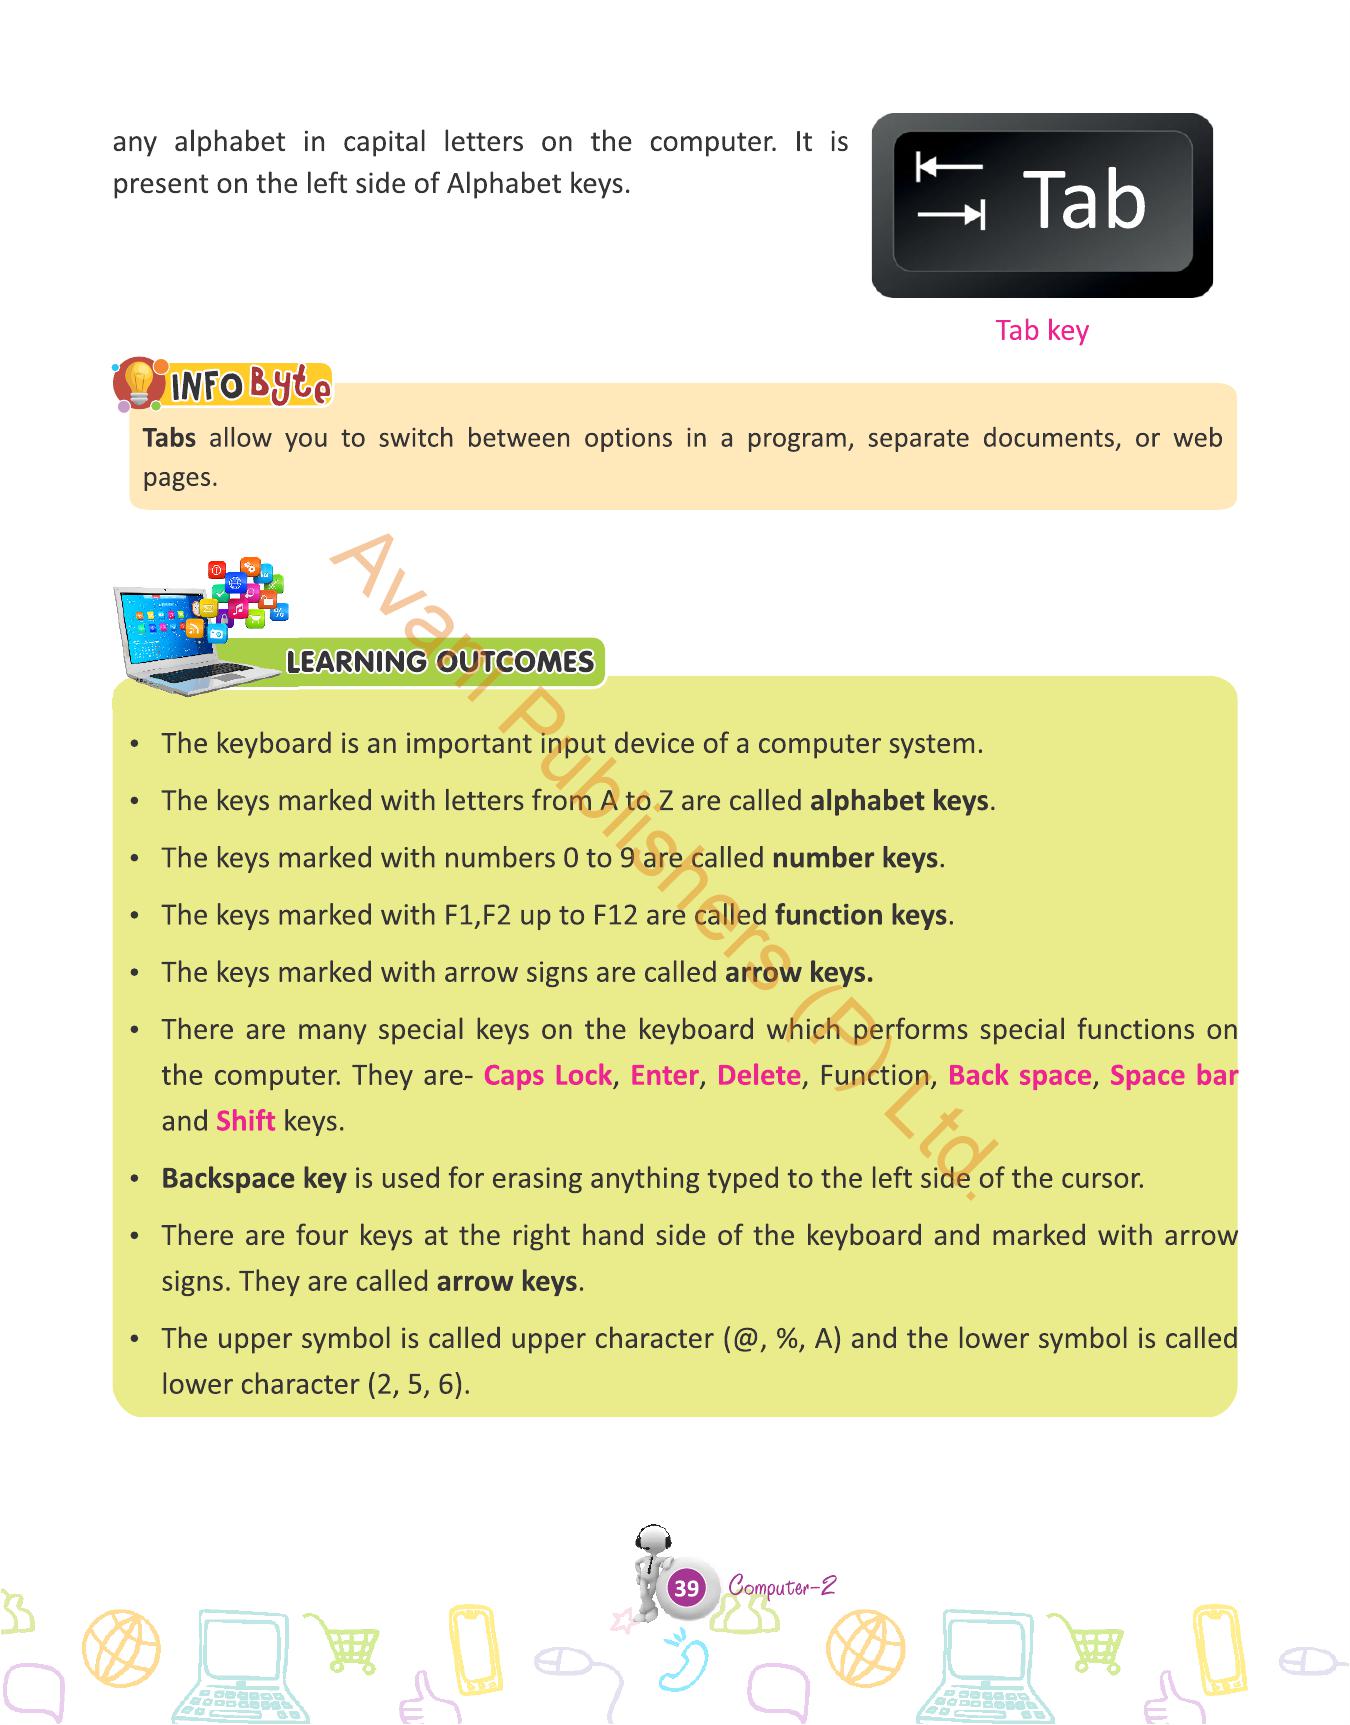 any alphabet in capital letters on the computer. It is
present on the left side of Alphabet keys.
Tab
Tab key
INFO Byte
Tabs allow you to switch between options in a program, separate documents, or web
pages.
LEARNING OUTCOMES
• The keyboard is an important input device of a computer system.
• The keys marked with letters from A to Z are called alphabet keys.
• The keys marked with numbers 0 to 9 are called number keys.
• The keys marked with F1,F2 up to F12 are called function keys.
• The keys marked with arrow signs are called arrow keys.
• There are many special keys on the keyboard which performs special functions on
the computer. They are- Caps Lock, Enter, Delete, Function, Back space, Space bar
and Shift keys.
• Backspace key is used for erasing anything typed to the left side of the cursor.
• There are four keys at the right hand side of the keyboard and marked with arrow
signs. They are called arrow keys.
• The upper symbol is called upper character (@, %, A) and the lower symbol is called
lower character (2, 5, 6).
Avam Publishers (P) Ltd.
39 Computer-2